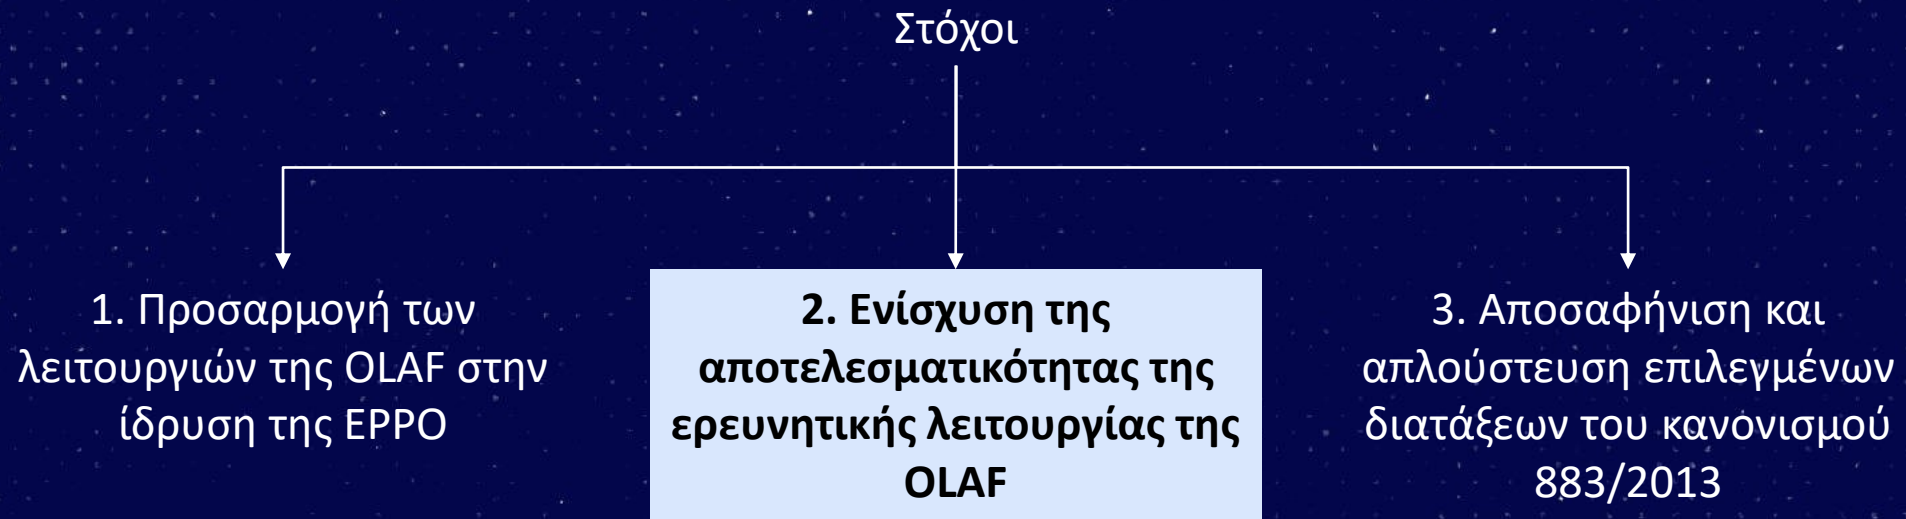 Στόχοι
1. Προσαρμογή των
λειτουργιών της OLAF στην
ίδρυση της EPPO
2. Ενίσχυση της
αποτελεσματικότητας της
ερευνητικής λειτουργίας της
OLAF
3. Αποσαφήνιση και
απλούστευση επιλεγμένων
διατάξεων του κανονισμού
883/2013